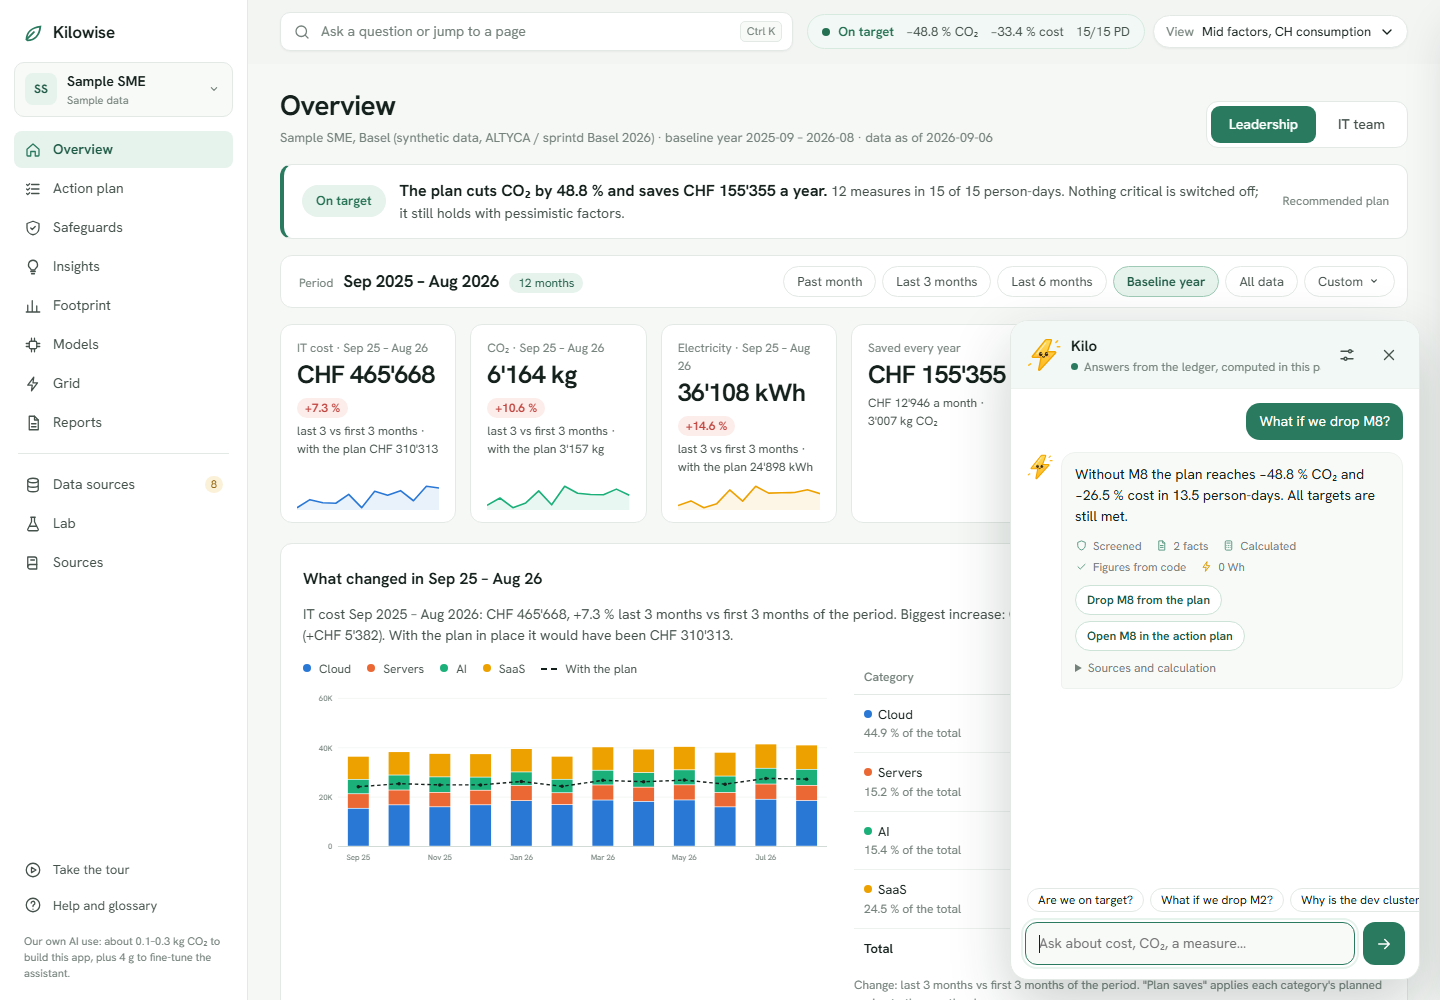 Kilowise
SS
Sample SME
Sample data
Overview
Action plan
Safeguards
Insights
Footprint
Models
Grid
Reports
Data sources
8
Lab
Sources
Take the tour
Help and glossary
Our own AI use: about 0.1–0.3 kg CO₂ to
build this app, plus 4 g to fine-tune the
assistant.
Ask a question or jump to a page
Ctrl K
On target −48.8 % CO₂ −33.4 % cost 15/15 PD
View Mid factors, CH consumption
Overview
Sample SME, Basel (synthetic data, ALTYCA / sprintd Basel 2026) · baseline year 2025-09 – 2026-08 · data as of 2026-09-06
Leadership
IT team
On target
The plan cuts CO₂ by 48.8 % and saves CHF 155'355 a year. 12 measures in 15 of 15 person-days. Nothing critical is switched off;
it still holds with pessimistic factors.
Recommended plan
Period Sep 2025 – Aug 2026 12 months
Past month
Last 3 months
Last 6 months
Baseline year
All data
Custom
IT cost · Sep 25 – Aug 26
CHF 465'668
+7.3 %
last 3 vs first 3 months ·
with the plan CHF 310'313
CO₂ · Sep 25 – Aug 26
6'164 kg
+10.6 %
last 3 vs first 3 months ·
with the plan 3'157 kg
Electricity · Sep 25 – Aug
26
36'108 kWh
+14.6 %
last 3 vs first 3 months ·
with the plan 24'898 kWh
Saved every year
CHF 155'355
CHF 12'946 a month ·
3'007 kg CO₂
What changed in Sep 25 – Aug 26
IT cost Sep 2025 – Aug 2026: CHF 465'668, +7.3 % last 3 months vs first 3 months of the period. Biggest increase:
(+CHF 5'382). With the plan in place it would have been CHF 310'313.
Cloud
Servers
AI
SaaS
With the plan
60K
40K
20K
0
Sep 25
Nov 25
Jan 26
Mar 26
May 26
Jul 26
Category
Cloud
44.9 % of the total
Servers
15.2 % of the total
AI
15.4 % of the total
SaaS
24.5 % of the total
Total
Change: last 3 months vs first 3 months of the period. "Plan saves" applies each category's planned
Kilo
Answers from the ledger, computed in this p
What if we drop M8?
Without M8 the plan reaches −48.8 % CO₂ and
−26.5 % cost in 13.5 person-days. All targets are
still met.
Screened
2 facts
Calculated
Figures from code
0 Wh
Drop M8 from the plan
Open M8 in the action plan
Sources and calculation
Are we on target?
What if we drop M2?
Why is the dev cluster
Ask about cost, CO₂, a measure…